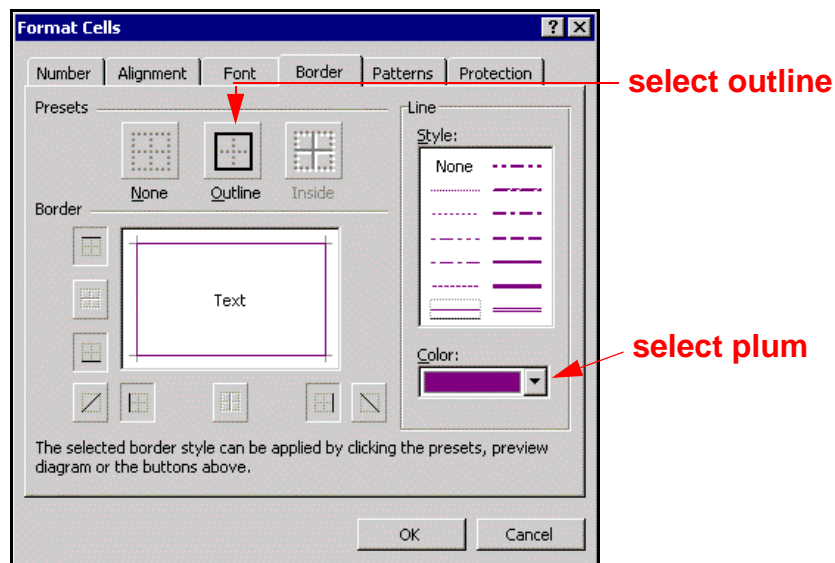 Format Cells
Number Alignment Font Border Patterns Protection
select outline
Presets
None Outline Inside
Line
Style:
None
Border
Text
Color:
select plum
The selected border style can be applied by clicking the presets, preview
diagram or the buttons above.
OK Cancel